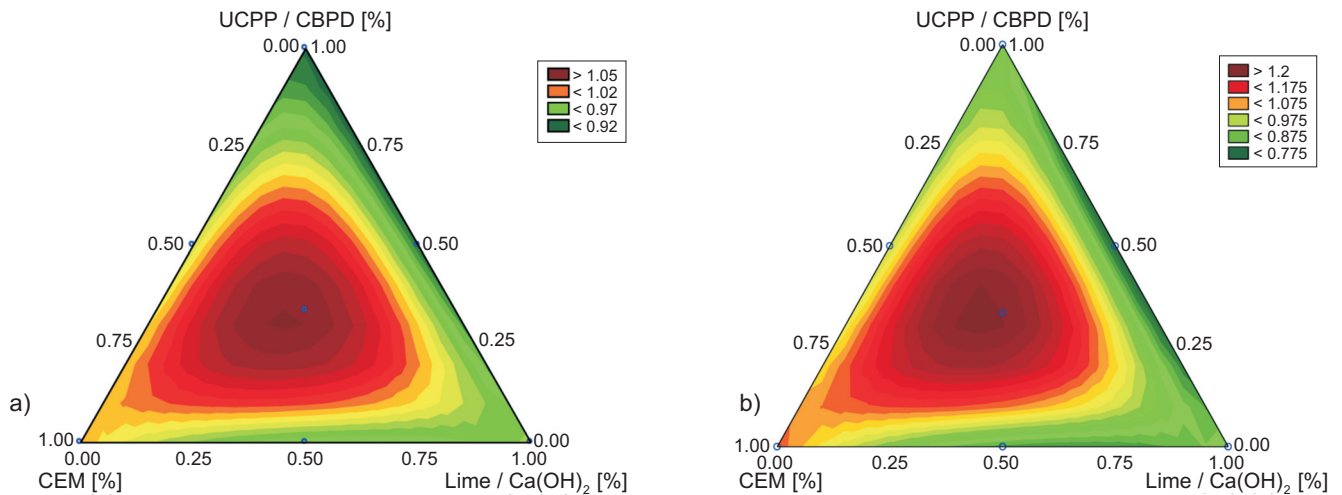 UCPP / CBPD [%]
0.00 1.00
> 1.05
< 1.02
< 0.97
< 0.92
0.25 0.75
0.50 0.50
0.75 0.25
a)
1.00 0.00
0.00 0.25 0.50 0.75 1.00
CEM [%] Lime / Ca(OH)₂ [%]
UCPP / CBPD [%]
0.00 1.00
> 1.2
< 1.175
< 1.075
< 0.975
< 0.875
< 0.775
0.25 0.75
0.50 0.50
0.75 0.25
b)
1.00 0.00
0.00 0.25 0.50 0.75 1.00
CEM [%] Lime / Ca(OH)₂ [%]